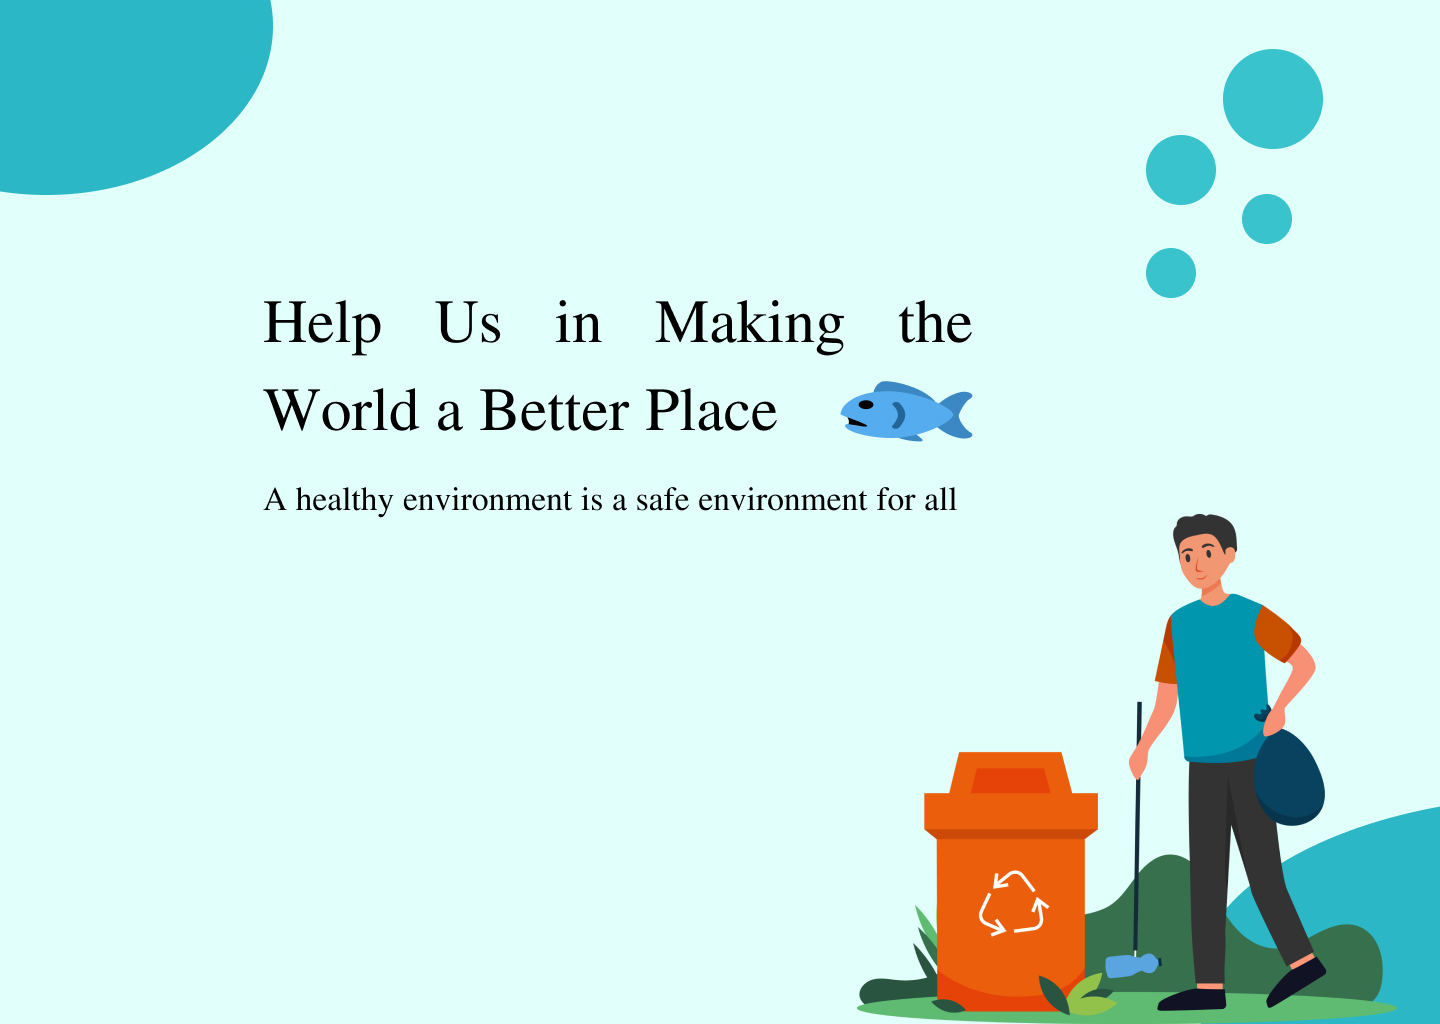 Help Us in Making the
World a Better Place
A healthy environment is a safe environment for all